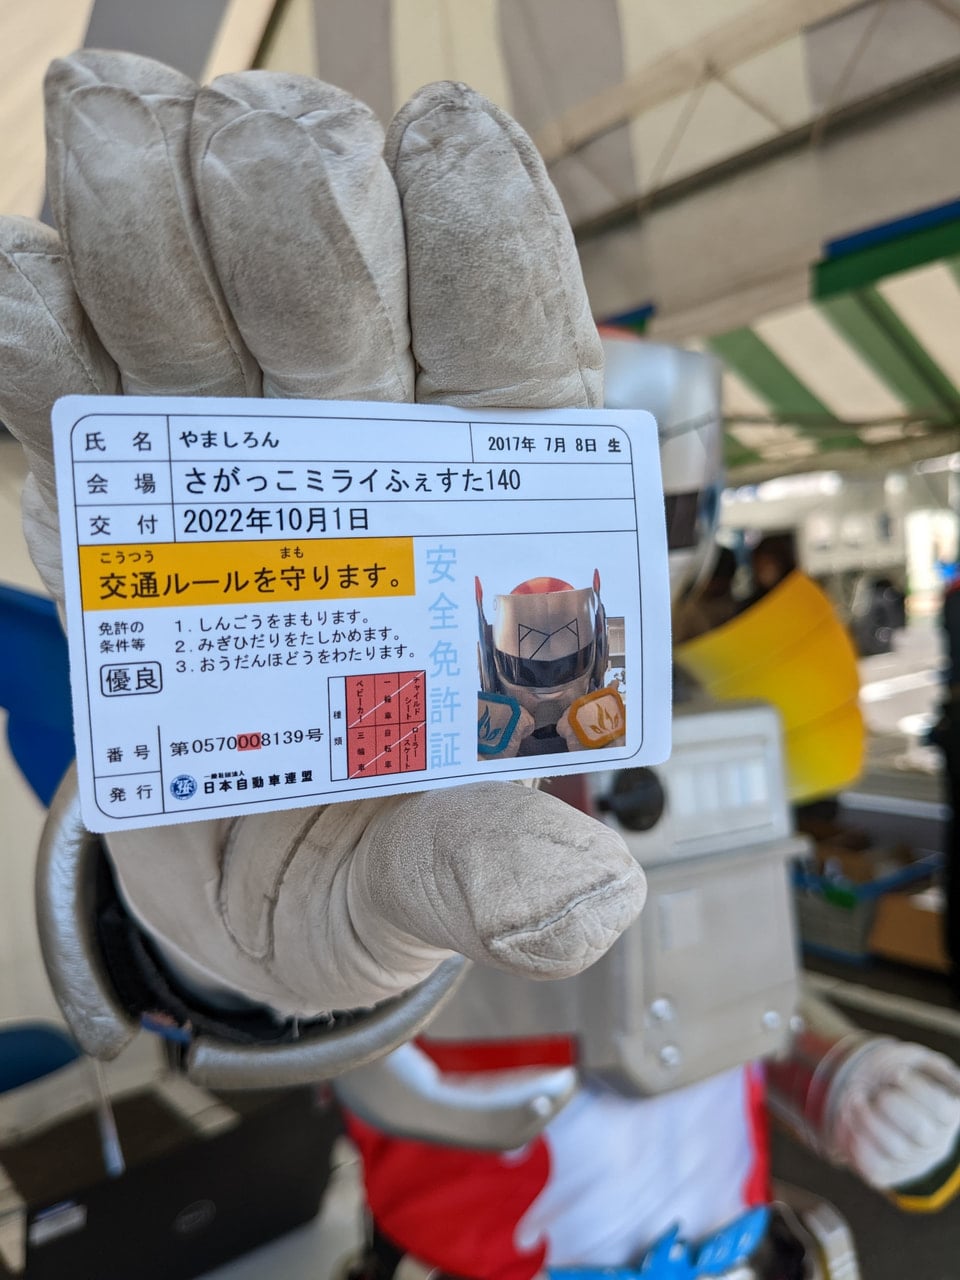 氏 名 やましろん 2017年 7月 8日 生
会 場 さがっこミライふぇすた140
交 付 2022年10月1日
こうつう まも
交通ルールを守ります。
免許の条件等
1. しんごうをまもります。
2. みぎひだりをたしかめます。
3. おうだんほどうをわたります。
優良
安全免許証
種類
ベビーカー 一輪車 チャイルドシート
三輪車 自転車 ローラースケート
番 号 第0570008139号
発 行 一般社団法人
日本自動車連盟